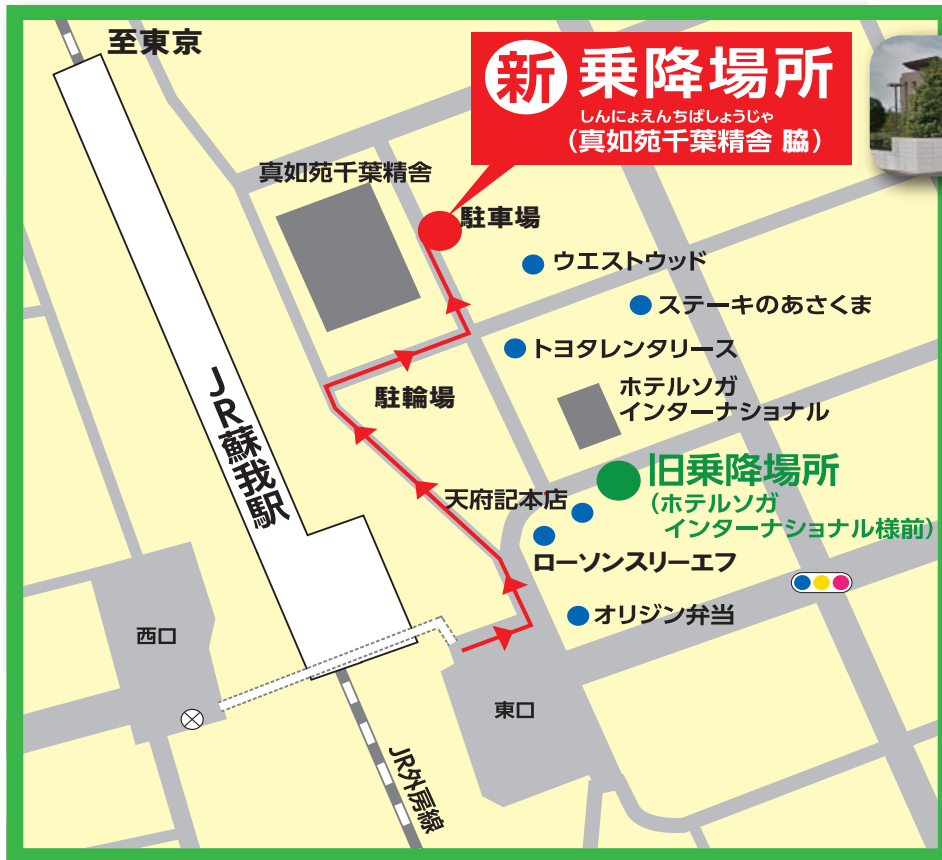 至東京
新 乗降場所
しんにょえんちばしょうじゃ
(真如苑千葉精舎 脇)
真如苑千葉精舎
駐車場
ウエストウッド
ステーキのあさくま
トヨタレンタリース
駐輪場
ホテルソガ
インターナショナル
JR蘇我駅
旧乗降場所
(ホテルソガ
インターナショナル様前)
天府記本店
ローソンスリーエフ
オリジン弁当
西口
東口
JR外房線